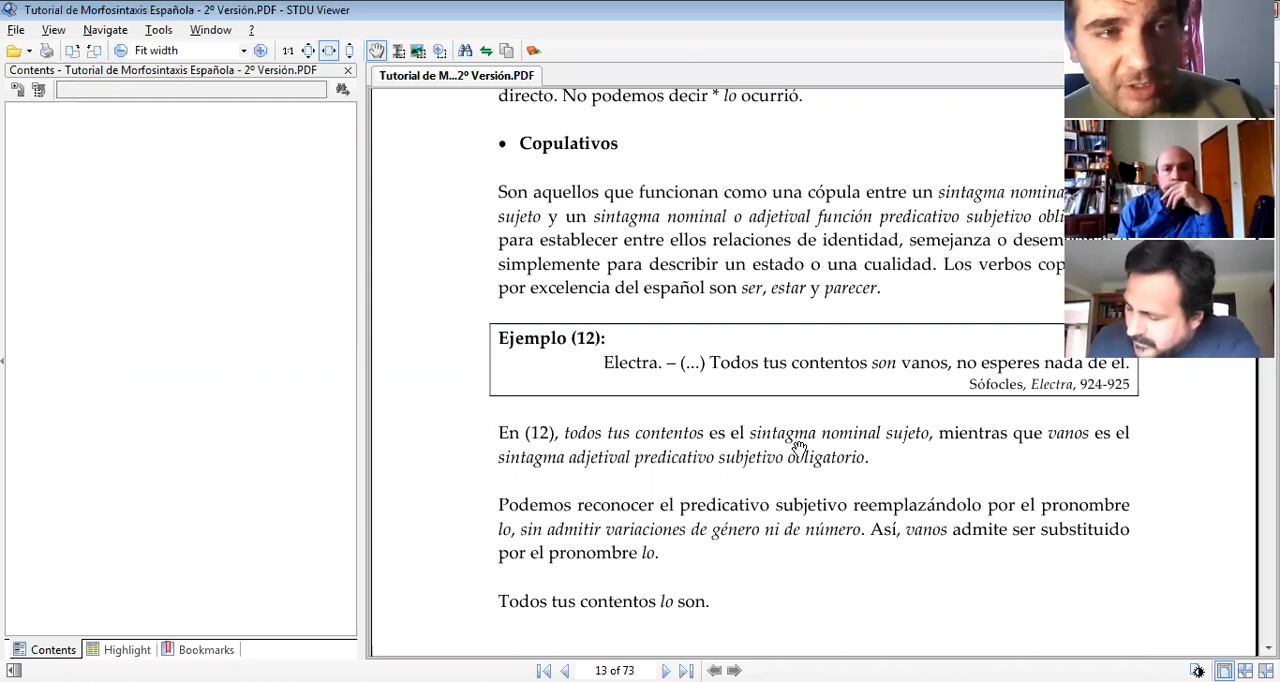 Tutorial de Morfosintaxis Española - 2º Versión.PDF - STDU Viewer
File View Navigate Tools Window ?
Fit width
1:1
Contents - Tutorial de Morfosintaxis Española - 2º Versión.PDF
Tutorial de M...2º Versión.PDF
directo. No podemos decir * lo ocurrió.
• Copulativos
Son aquellos que funcionan como una cópula entre un sintagma
sujeto y un sintagma nominal o adjetival función predicativo subjetivo
para establecer entre ellos relaciones de identidad, semejanza o
simplemente para describir un estado o una cualidad. Los verbos
por excelencia del español son ser, estar y parecer.
Ejemplo (12):
Electra. – (...) Todos tus contentos son vanos, no esperes nada de él.
Sófocles, Electra, 924-925
En (12), todos tus contentos es el sintagma nominal sujeto, mientras que vanos es el
sintagma adjetival predicativo subjetivo obligatorio.
Podemos reconocer el predicativo subjetivo reemplazándolo por el pronombre
lo, sin admitir variaciones de género ni de número. Así, vanos admite ser substituido
por el pronombre lo.
Todos tus contentos lo son.
Contents Highlight Bookmarks
13 of 73